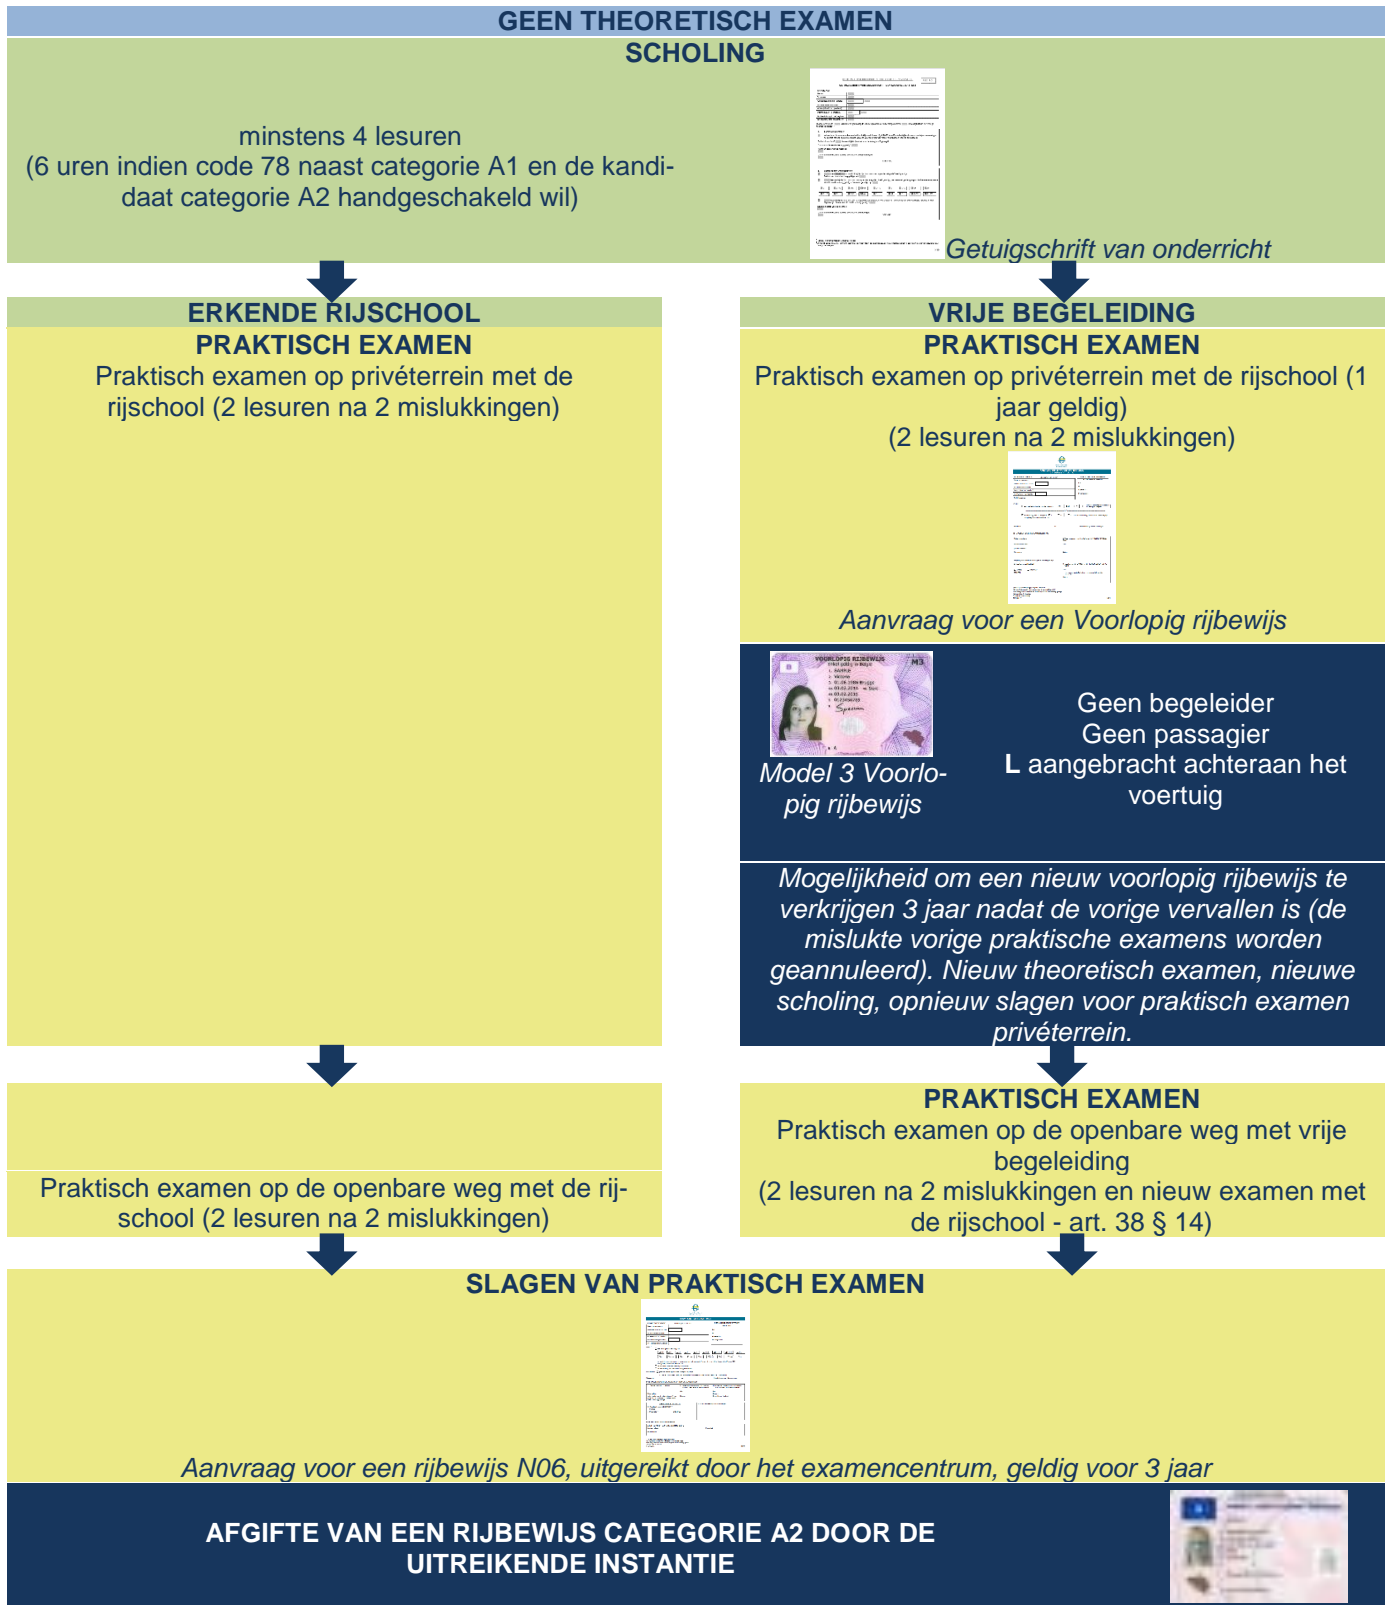 GEEN THEORETISCH EXAMEN
SCHOLING
minstens 4 lesuren
(6 uren indien code 78 naast categorie A1 en de kandi-
daat categorie A2 handgeschakeld wil)
Getuigschrift van onderricht
ERKENDE RIJSCHOOL
PRAKTISCH EXAMEN
Praktisch examen op privéterrein met de
rijschool (2 lesuren na 2 mislukkingen)
VRIJE BEGELEIDING
PRAKTISCH EXAMEN
Praktisch examen op privéterrein met de rijschool (1
jaar geldig)
(2 lesuren na 2 mislukkingen)
Aanvraag voor een Voorlopig rijbewijs
VOORLOPIG RIJBEWIJS
M3
B
Specimen
Model 3 Voorlo-
pig rijbewijs
Geen begeleider
Geen passagier
L aangebracht achteraan het
voertuig
Mogelijkheid om een nieuw voorlopig rijbewijs te
verkrijgen 3 jaar nadat de vorige vervallen is (de
mislukte vorige praktische examens worden
geannuleerd). Nieuw theoretisch examen, nieuwe
scholing, opnieuw slagen voor praktisch examen
privéterrein.
Praktisch examen op de openbare weg met de rij-
school (2 lesuren na 2 mislukkingen)
PRAKTISCH EXAMEN
Praktisch examen op de openbare weg met vrije
begeleiding
(2 lesuren na 2 mislukkingen en nieuw examen met
de rijschool - art. 38 § 14)
SLAGEN VAN PRAKTISCH EXAMEN
Aanvraag voor een rijbewijs N06, uitgereikt door het examencentrum, geldig voor 3 jaar
AFGIFTE VAN EEN RIJBEWIJS CATEGORIE A2 DOOR DE
UITREIKENDE INSTANTIE